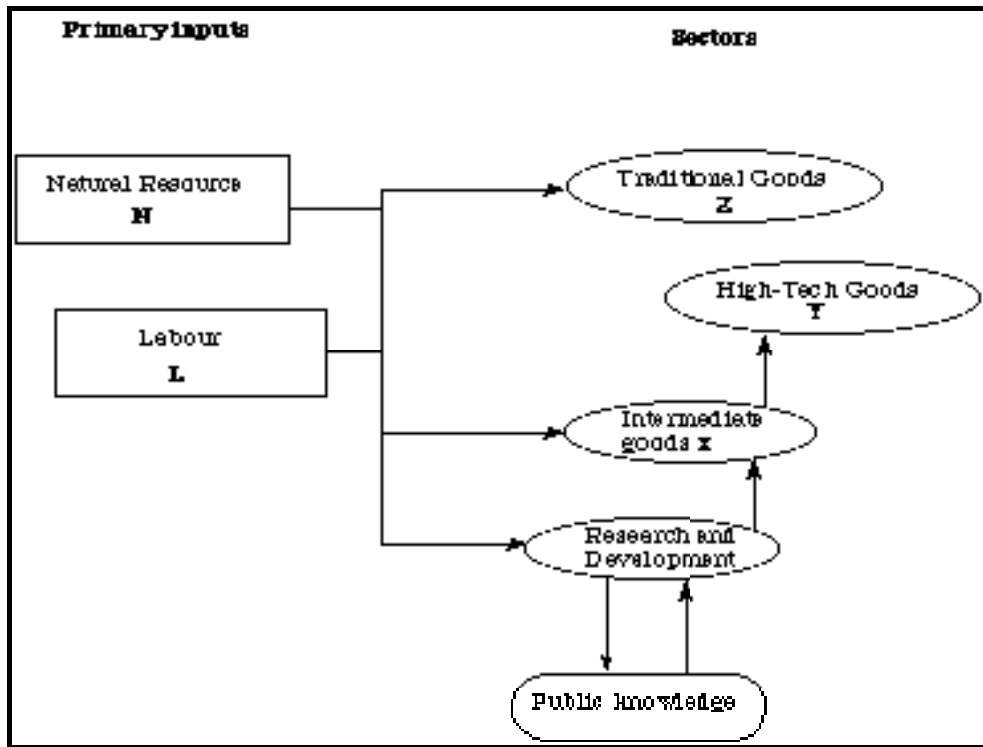 Primary inputs
Sectors
Natural Resource
N
Traditional Goods
Z
High-Tech Goods
Y
Labour
L
Intermediate
goods x
Research and
Development
Public knowledge